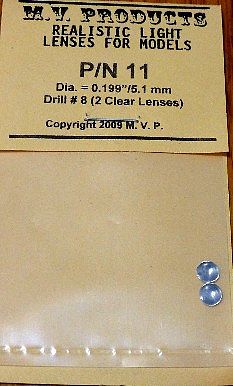 M.V. PRODUCTS
REALISTIC LIGHT
LENSES FOR MODELS
P/N 11
Dia. = 0.199"/5.1 mm
Drill # 8 (2 Clear Lenses)
Copyright 2009 M. V. P.